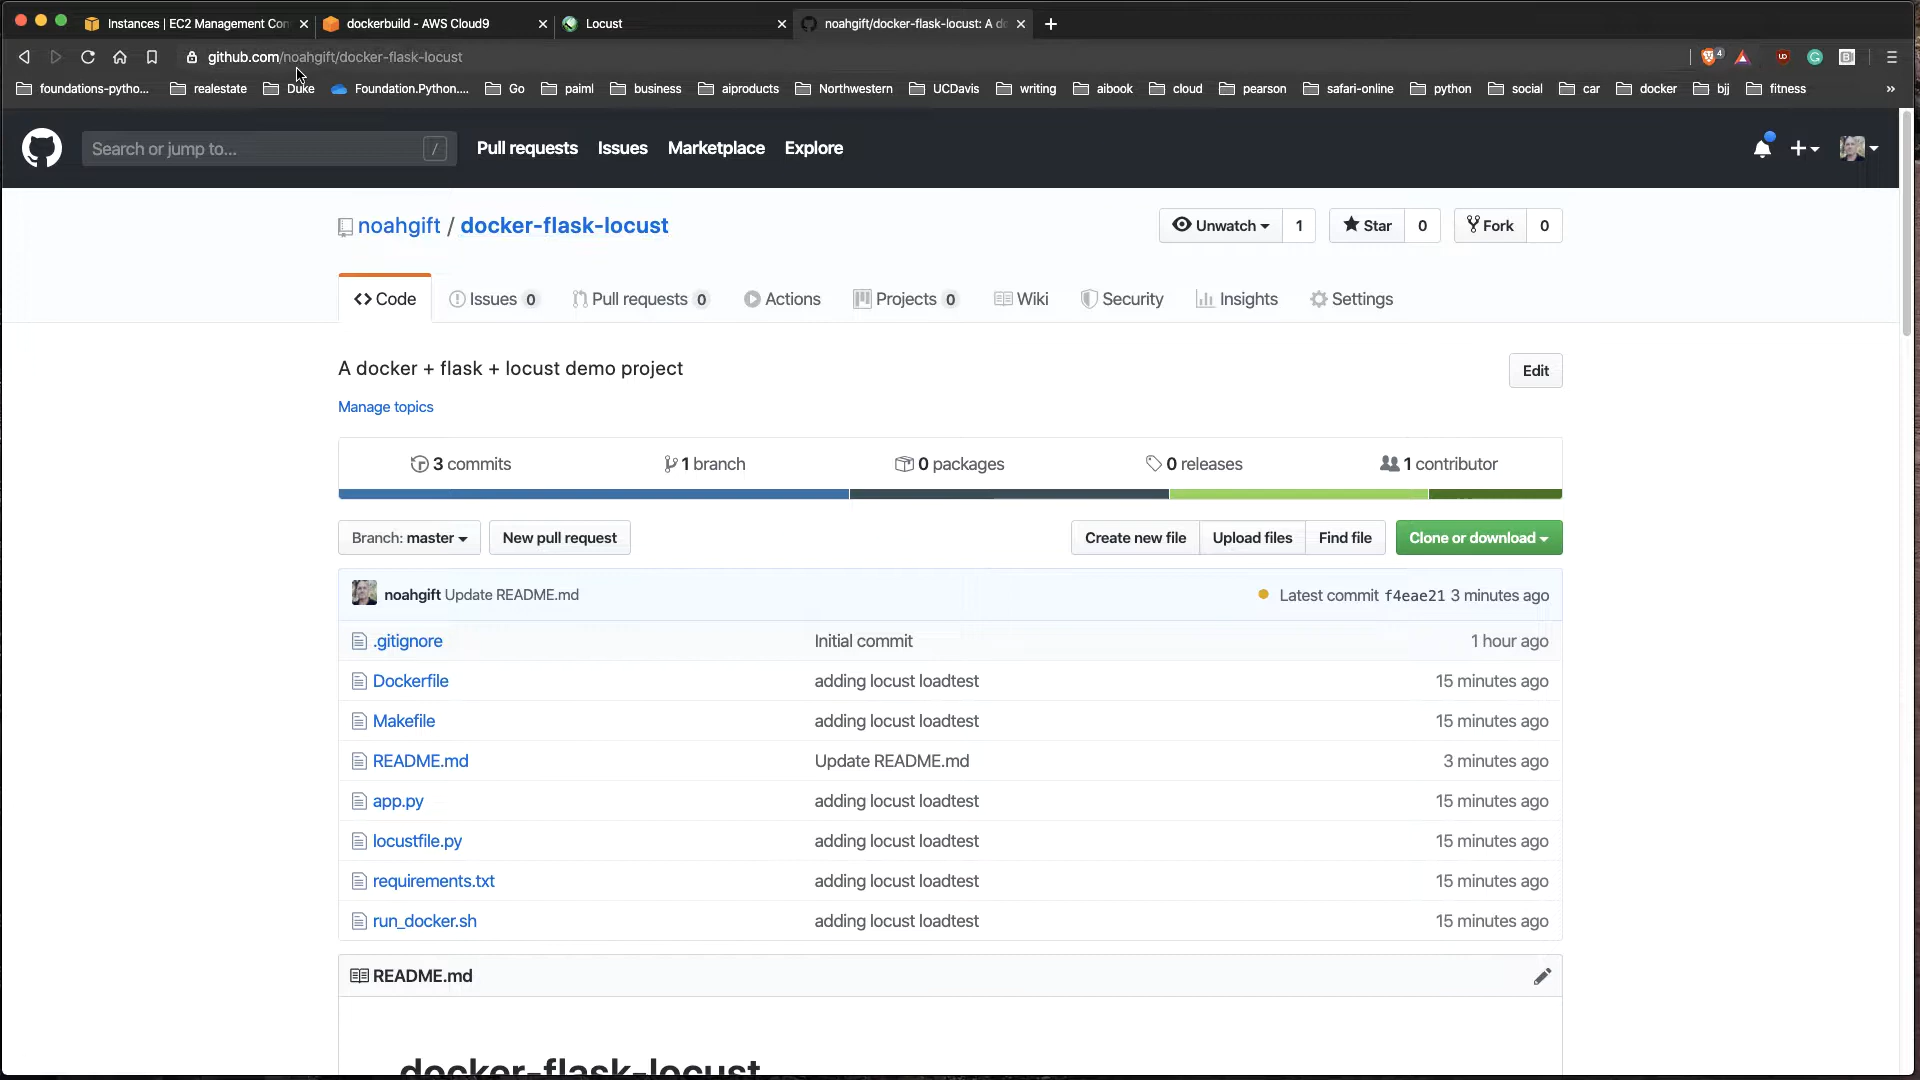 Instances | EC2 Management Con
dockerbuild - AWS Cloud9
Locust
noahgift/docker-flask-locust: A do
github.com/noahgift/docker-flask-locust
4
foundations-pytho...
realestate
Duke
Foundation.Python....
Go
paiml
business
aiproducts
Northwestern
UCDavis
writing
aibook
cloud
pearson
safari-online
python
social
car
docker
bjj
fitness
»
Search or jump to...
/
Pull requests
Issues
Marketplace
Explore
noahgift / docker-flask-locust
Unwatch 1
Star 0
Fork 0
Code
Issues 0
Pull requests 0
Actions
Projects 0
Wiki
Security
Insights
Settings
A docker + flask + locust demo project
Edit
Manage topics
3 commits
1 branch
0 packages
0 releases
1 contributor
Branch: master
New pull request
Create new file
Upload files
Find file
Clone or download
noahgift Update README.md
Latest commit f4eae21 3 minutes ago
.gitignore Initial commit 1 hour ago
Dockerfile adding locust loadtest 15 minutes ago
Makefile adding locust loadtest 15 minutes ago
README.md Update README.md 3 minutes ago
app.py adding locust loadtest 15 minutes ago
locustfile.py adding locust loadtest 15 minutes ago
requirements.txt adding locust loadtest 15 minutes ago
run_docker.sh adding locust loadtest 15 minutes ago
README.md
docker-flask-locust